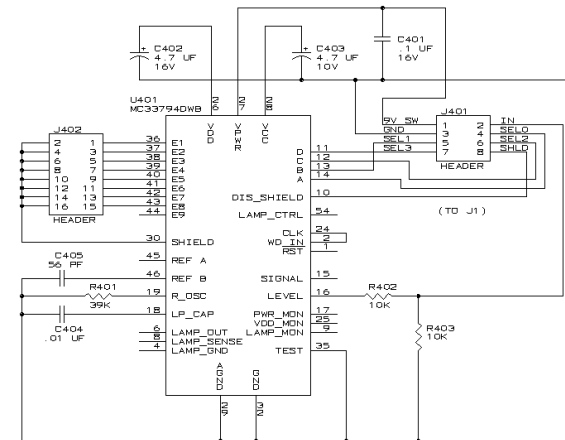 C402
4.7 UF
16V
C403
4.7 UF
10V
C401
.1 UF
16V
U401
MC33794DWB
26
27
28
VDD
VPWR
VCC
J402
2 1
4 3
6 5
8 7
10 9
12 11
14 13
16 15
HEADER
36 E1
37 E2
38 E3
39 E4
40 E5
41 E6
42 E7
43 E8
44 E9
30 SHIELD
45 REF A
46 REF B
19 R_OSC
18 LP_CAP
6 LAMP_OUT
8 LAMP_SENSE
4 LAMP_GND
C405
56 PF
R401
39K
C404
.01 UF
D 11
C 12
B 13
A 14
DIS_SHIELD 10
LAMP_CTRL 54
CLK 24
WD_IN 2
RST 1
SIGNAL 15
LEVEL 16
PWR_MON 17
VDD_MON 25
LAMP_MON 9
TEST 35
AGND
GND
29
32
J401
9V SW 1 2 IN
GND 3 4 SEL0
SEL1 5 6 SEL2
SEL3 7 8 SHLD
HEADER
(TO J1)
R402
10K
R403
10K